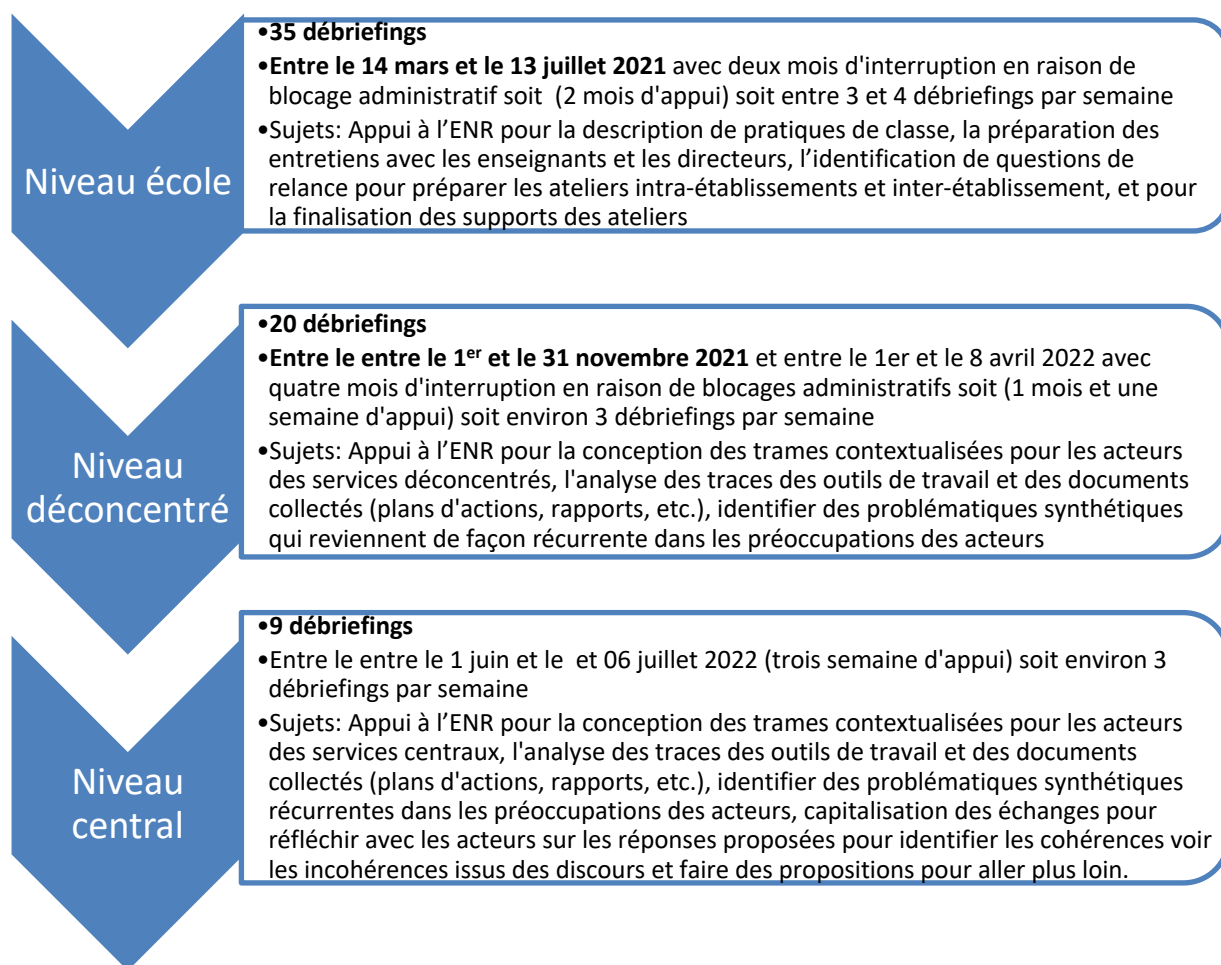 Niveau école
•35 débriefings
•Entre le 14 mars et le 13 juillet 2021 avec deux mois d'interruption en raison de
blocage administratif soit (2 mois d'appui) soit entre 3 et 4 débriefings par semaine
•Sujets: Appui à l’ENR pour la description de pratiques de classe, la préparation des
entretiens avec les enseignants et les directeurs, l’identification de questions de
relance pour préparer les ateliers intra-établissements et inter-établissement, et pour
la finalisation des supports des ateliers
Niveau
déconcentré
•20 débriefings
•Entre le entre le 1er et le 31 novembre 2021 et entre le 1er et le 8 avril 2022 avec
quatre mois d'interruption en raison de blocages administratifs soit (1 mois et une
semaine d'appui) soit environ 3 débriefings par semaine
•Sujets: Appui à l’ENR pour la conception des trames contextualisées pour les acteurs
des services déconcentrés, l'analyse des traces des outils de travail et des documents
collectés (plans d'actions, rapports, etc.), identifier des problématiques synthétiques
qui reviennent de façon récurrente dans les préoccupations des acteurs
Niveau
central
•9 débriefings
•Entre le entre le 1 juin et le et 06 juillet 2022 (trois semaine d'appui) soit environ 3
débriefings par semaine
•Sujets: Appui à l’ENR pour la conception des trames contextualisées pour les acteurs
des services centraux, l'analyse des traces des outils de travail et des documents
collectés (plans d'actions, rapports, etc.), identifier des problématiques synthétiques
récurrentes dans les préoccupations des acteurs, capitalisation des échanges pour
réfléchir avec les acteurs sur les réponses proposées pour identifier les cohérences voir
les incohérences issus des discours et faire des propositions pour aller plus loin.